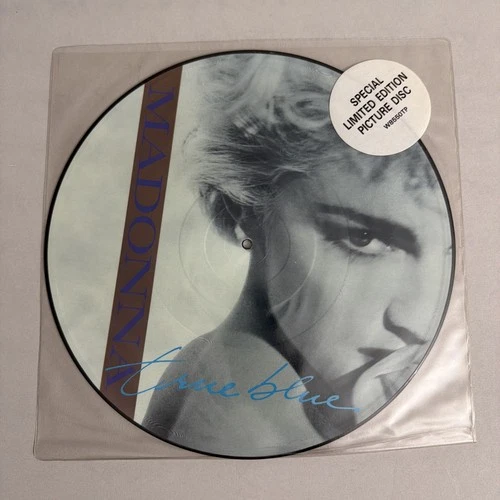 SPECIAL
LIMITED EDITION
PICTURE DISC
W8550TP
MADONNA
true blue